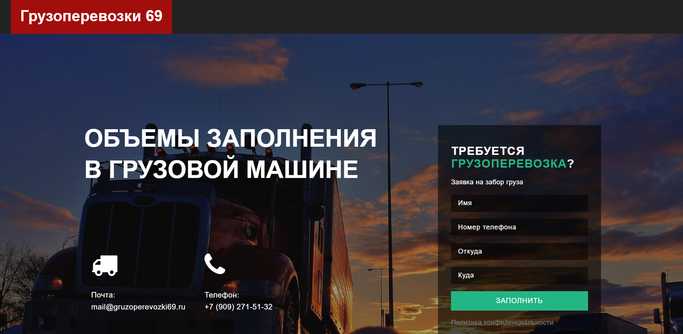 Грузоперевозки 69
ОБЪЕМЫ ЗАПОЛНЕНИЯ
В ГРУЗОВОЙ МАШИНЕ
Почта:
mail@gruzoperevozki69.ru
Телефон:
+7 (909) 271-51-32
ТРЕБУЕТСЯ
ГРУЗОПЕРЕВОЗКА?
Заявка на забор груза
Имя
Номер телефона
Откуда
Куда
ЗАПОЛНИТЬ
Политика конфиденциальности